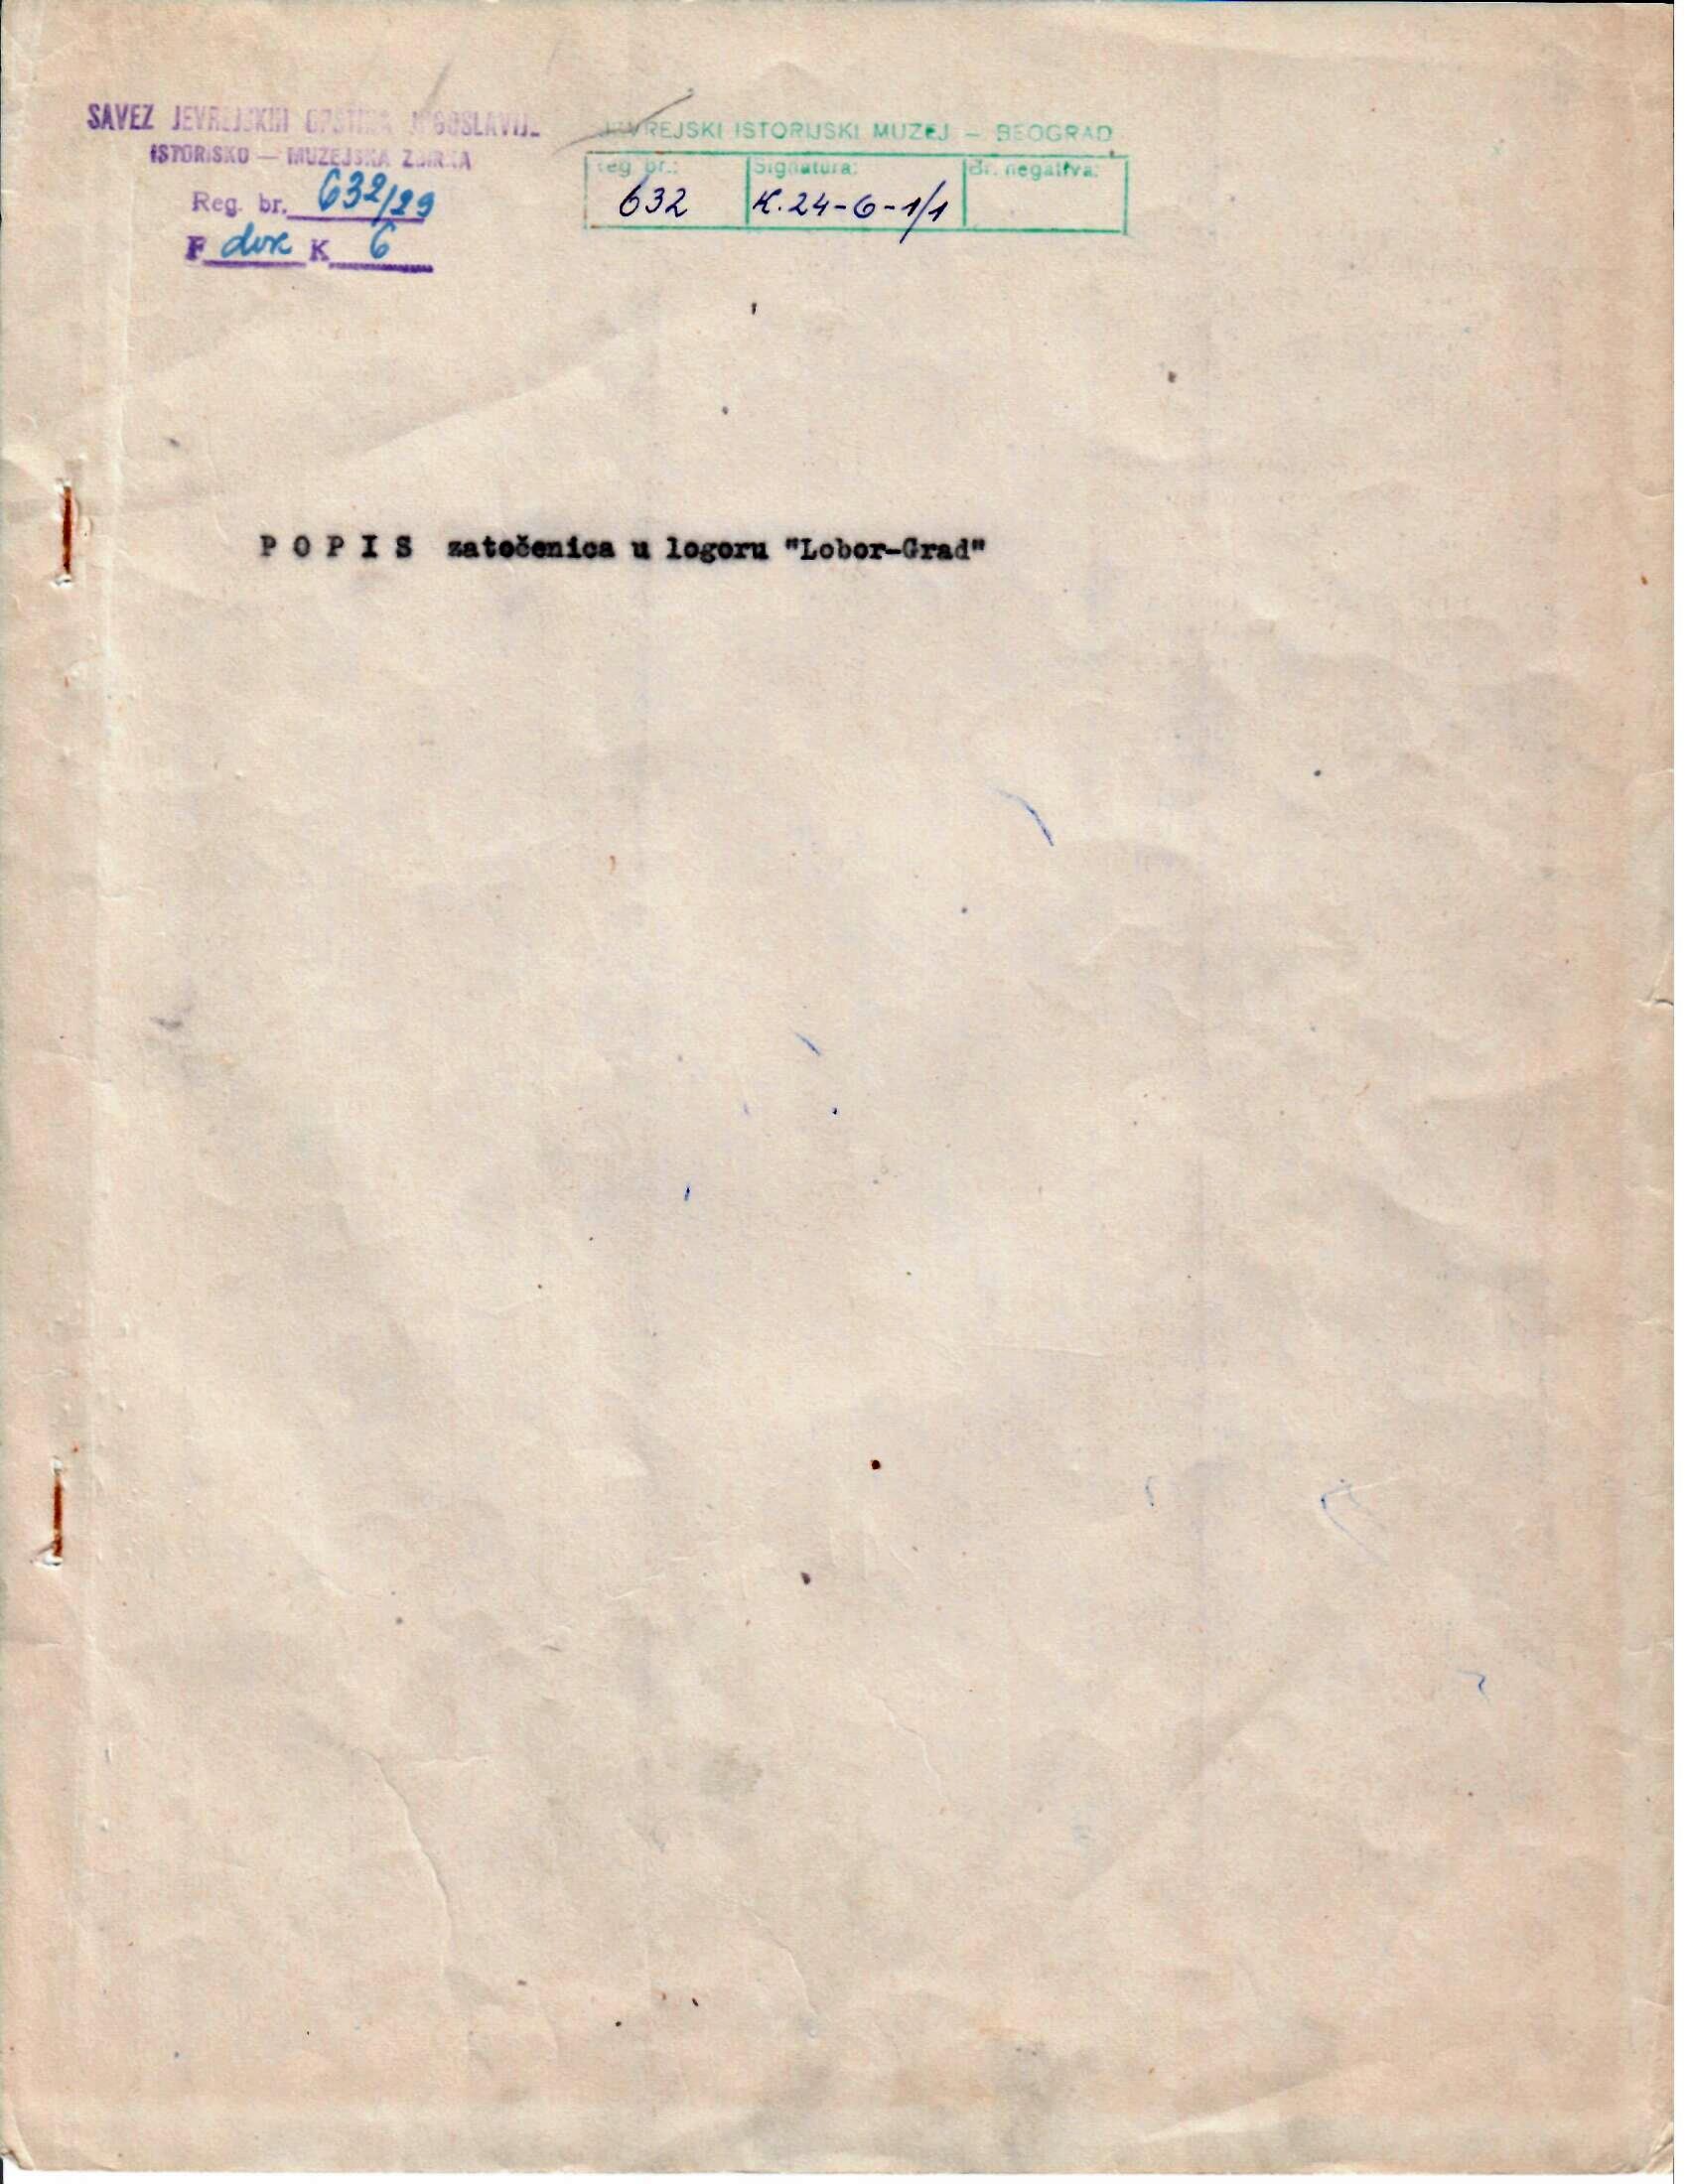 SAVEZ JEVREJSKIH OPŠTINA JUGOSLAVIJE
ISTORISKO — MUZEJSKA ZBIRKA
Reg. br. 632/29
F dok K 6
JEVREJSKI ISTORIJSKI MUZEJ — BEOGRAD
reg. br.: Signatura: Br. negativa:
632 K.24-6-1/1
P O P I S zatočenica u logoru "Lobor-Grad"